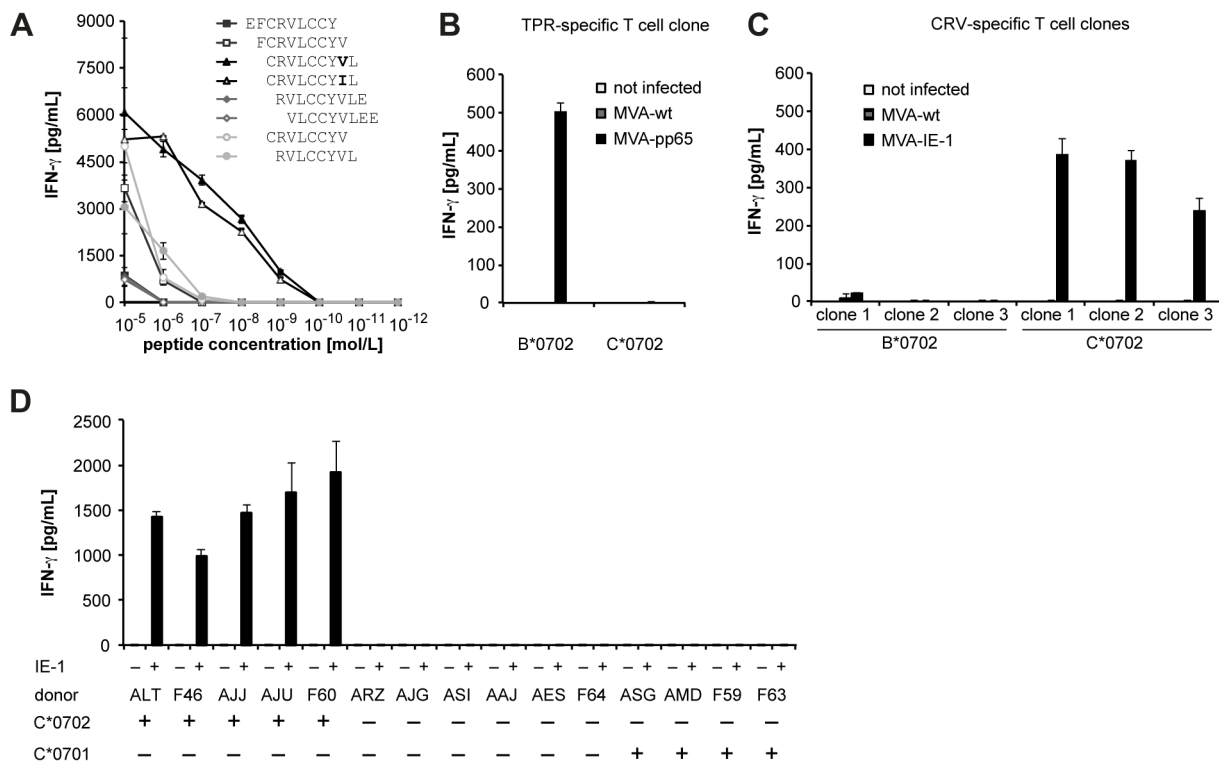 A
9000
7500
6000
4500
3000
1500
0
IFN-γ [pg/mL]
EFCRVLCCY
FCRVLCCYV
CRVLCCYVL
CRVLCCYIL
RVLCCYVLE
VLCCYVLEE
CRVLCCYV
RVLCCYVL
10-5 10-6 10-7 10-8 10-9 10-10 10-11 10-12
peptide concentration [mol/L]
B
TPR-specific T cell clone
600
500
400
300
200
100
0
IFN-γ [pg/mL]
not infected
MVA-wt
MVA-pp65
B*0702 C*0702
C
CRV-specific T cell clones
600
500
400
300
200
100
0
IFN-γ [pg/mL]
not infected
MVA-wt
MVA-IE-1
clone 1 clone 2 clone 3 clone 1 clone 2 clone 3
B*0702 C*0702
D
2500
2000
1500
1000
500
0
IFN-γ [pg/mL]
IE-1 – + – + – + – + – + – + – + – + – + – + – + – + – + – + – +
donor ALT F46 AJJ AJU F60 ARZ AJG ASI AAJ AES F64 ASG AMD F59 F63
C*0702 + + + + + – – – – – – – – – –
C*0701 – – – – – – – – – – – + + + +